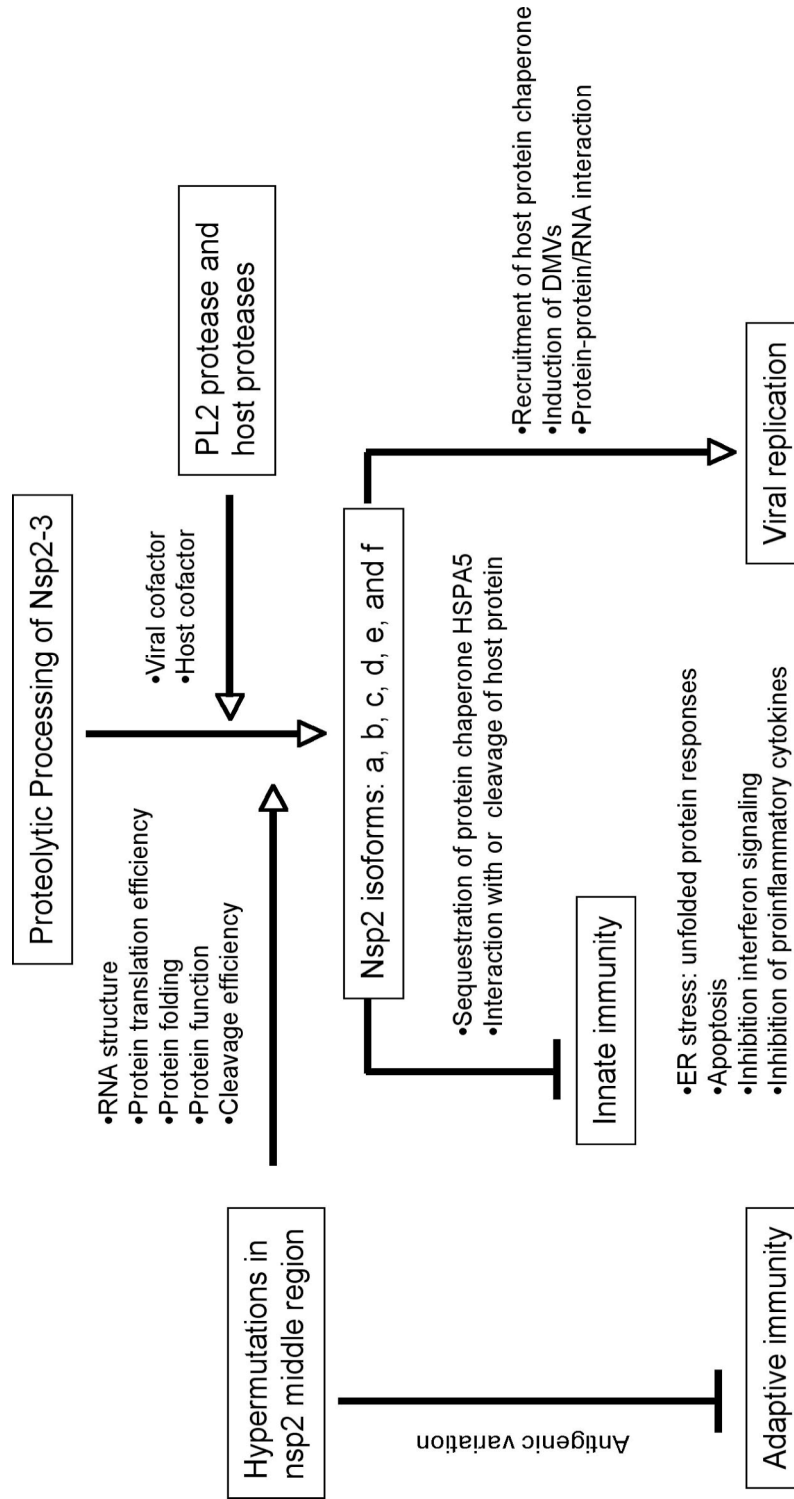 Proteolytic Processing of Nsp2-3
•RNA structure
•Protein translation efficiency
•Protein folding
•Protein function
•Cleavage efficiency
•Viral cofactor
•Host cofactor
PL2 protease and
host proteases
Hypermutations in
nsp2 middle region
Nsp2 isoforms: a, b, c, d, e, and f
Antigenic variation
•Sequestration of protein chaperone HSPA5
•Interaction with or cleavage of host protein
•Recruitment of host protein chaperone
•Induction of DMVs
•Protein-protein/RNA interaction
Innate immunity
•ER stress: unfolded protein responses
•Apoptosis
•Inhibition interferon signaling
•Inhibition of proinflammatory cytokines
Adaptive immunity
Viral replication